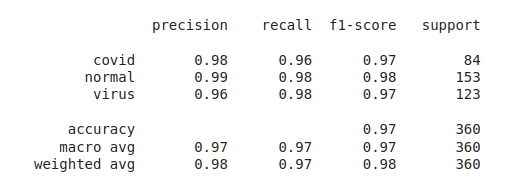 precision recall f1-score support
covid 0.98 0.96 0.97 84
normal 0.99 0.98 0.98 153
virus 0.96 0.98 0.97 123
accuracy 0.97 360
macro avg 0.97 0.97 0.97 360
weighted avg 0.98 0.97 0.98 360